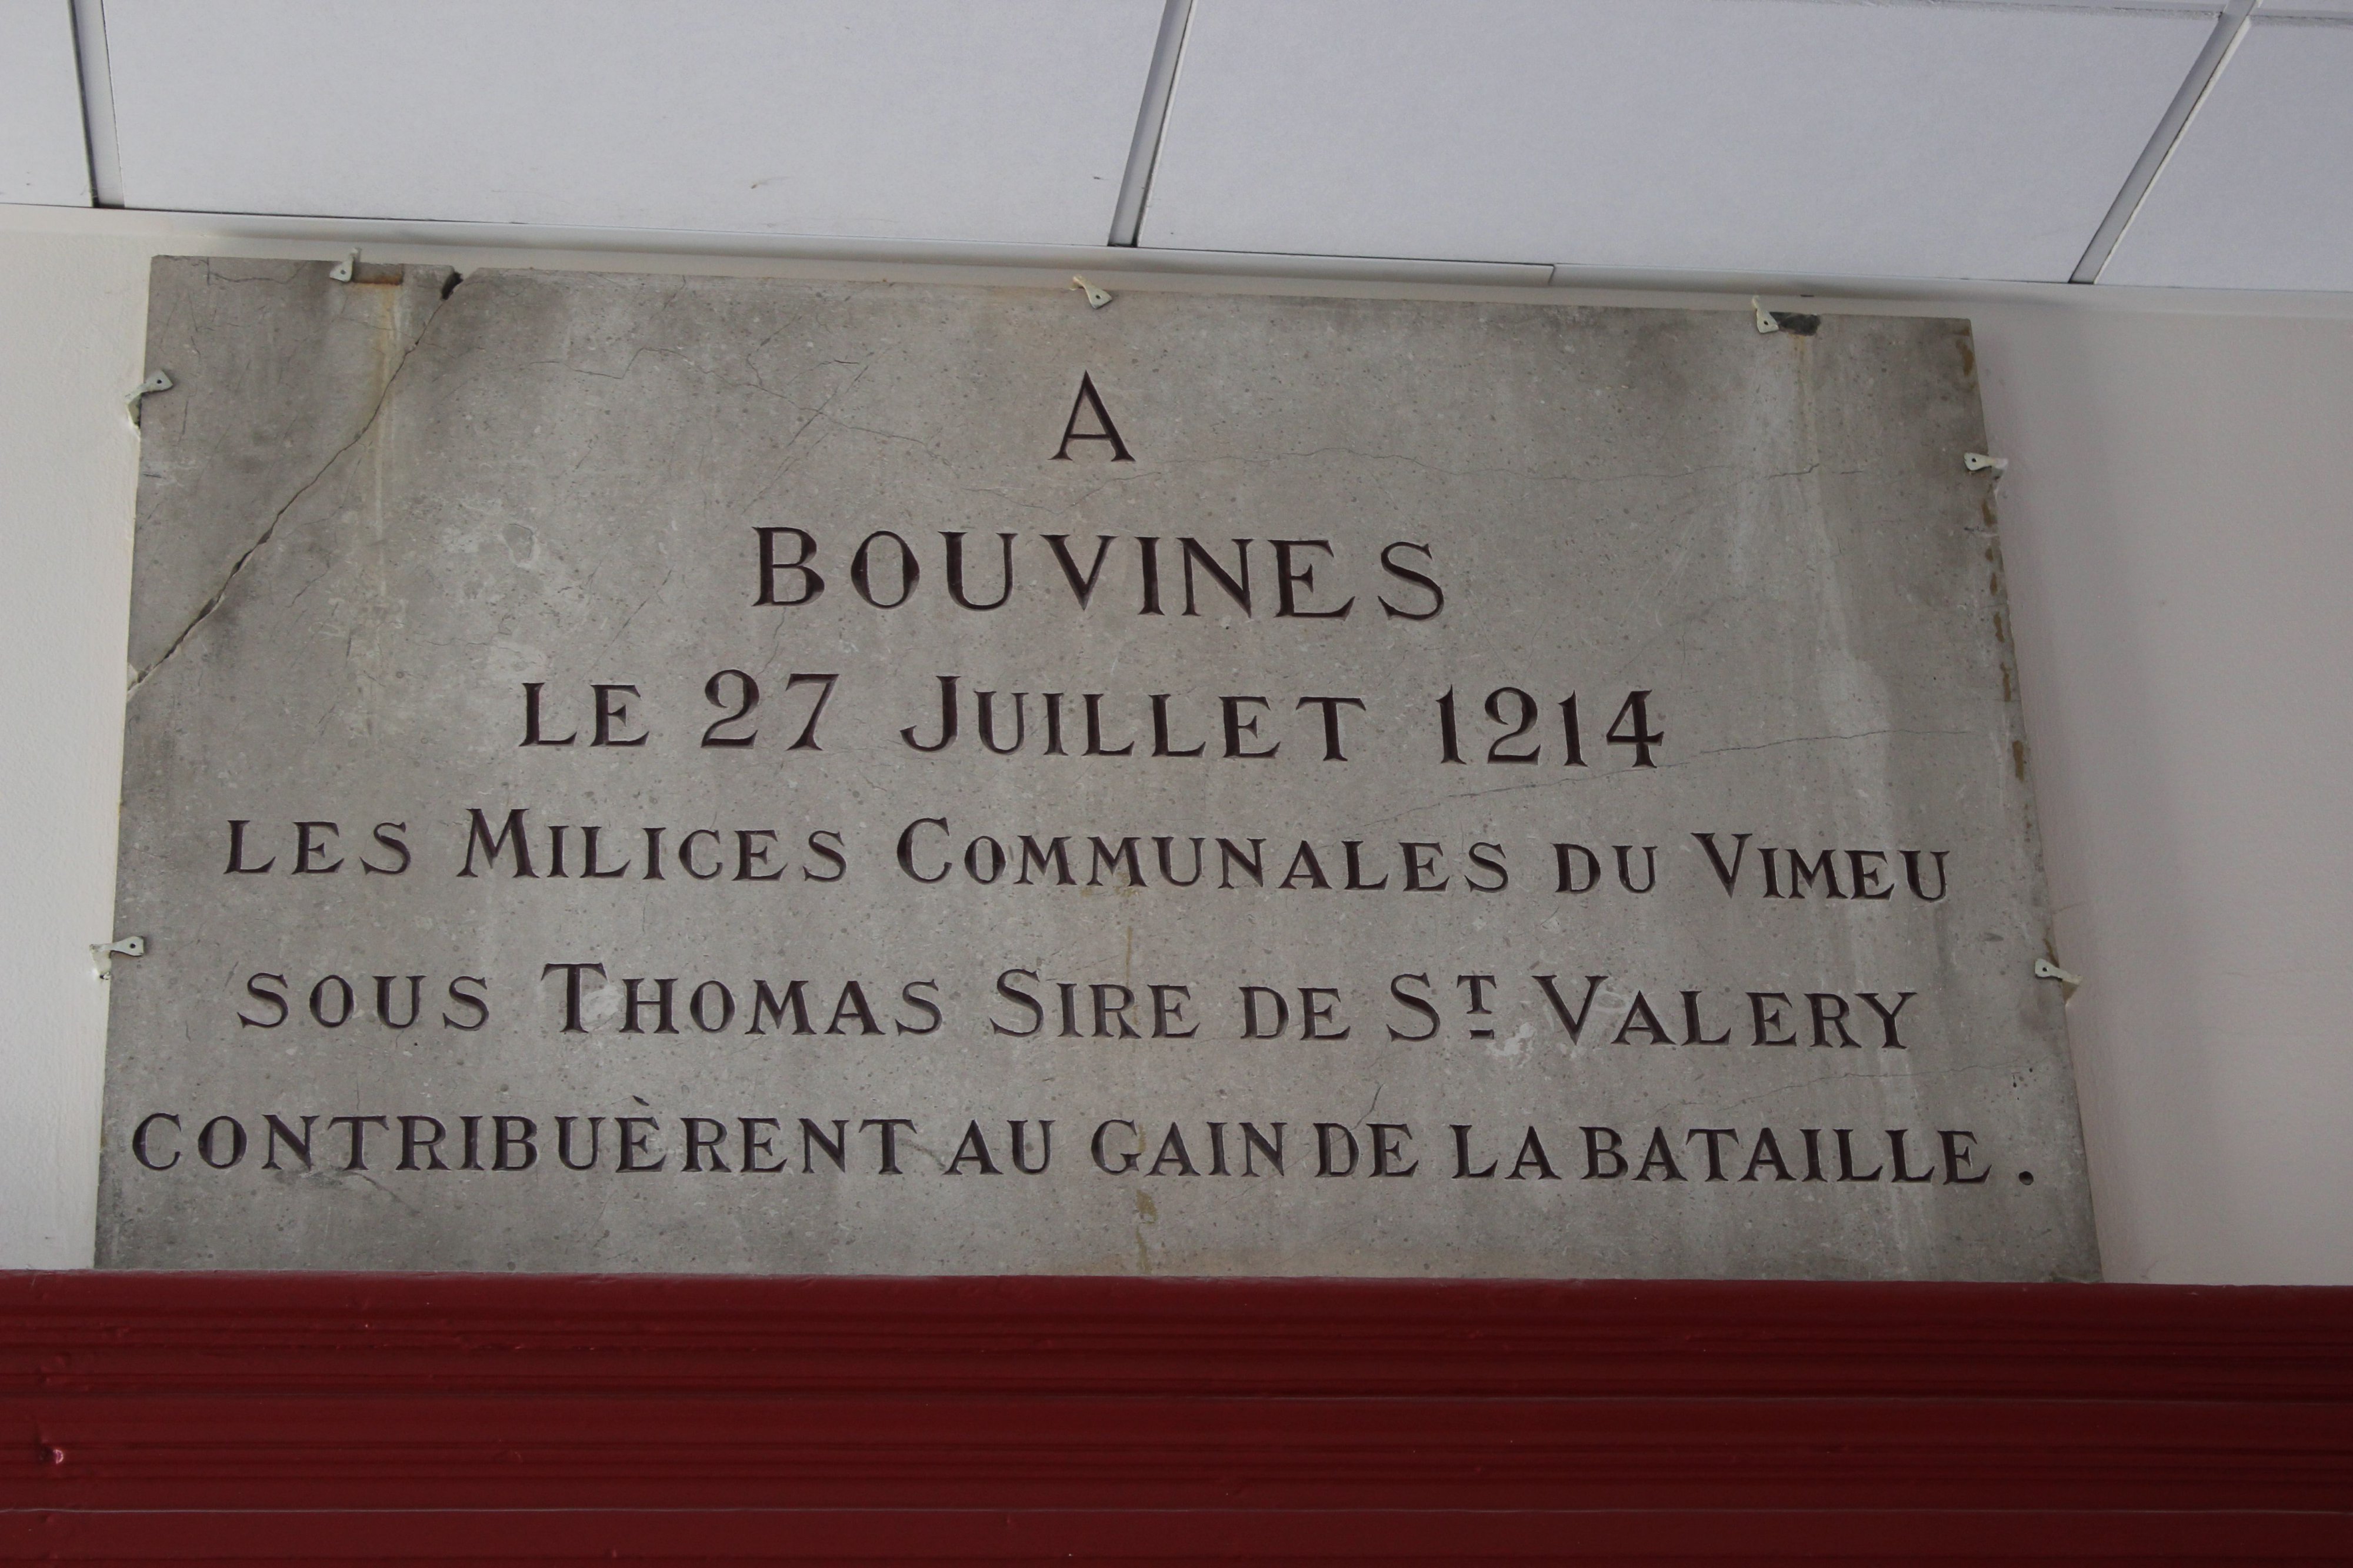 A
BOUVINES
LE 27 JUILLET 1214
LES MILICES COMMUNALES DU VIMEU
SOUS THOMAS SIRE DE ST VALERY
CONTRIBUÈRENT AU GAIN DE LA BATAILLE.